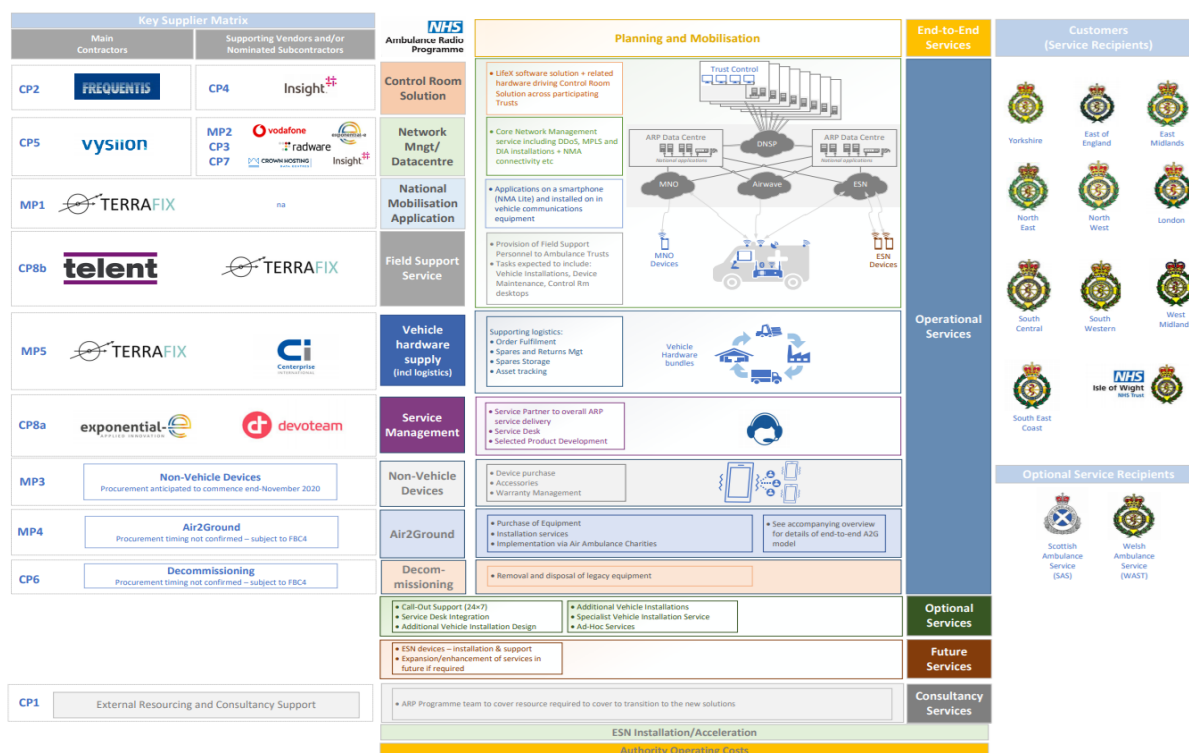 Key Supplier Matrix
Main
Contractors
Supporting Vendors and/or
Nominated Subcontractors
NHS
Ambulance Radio
Programme
Planning and Mobilisation
End-to-End
Services
Customers
(Service Recipients)
CP2
FREQUENTIS
CP4
Insight
Control Room
Solution
• LifeX software solution + related
hardware driving Control Room
Solution across participating
Trusts
Trust Control
CP5
vysiion
MP2
CP3
CP7
vodafone
exponential-e
radware
CROWN HOSTING
Insight
Network
Mngt/
Datacentre
• Core Network Management
service including DDoS, MPLS and
DIA installations + NMA
connectivity etc
ARP Data Centre
National applications
DNSP
ARP Data Centre
National applications
MNO
Airwave
ESN
MP1
TERRAFIX
na
National
Mobilisation
Application
• Applications on a smartphone
(NMA Lite) and installed on in
vehicle communications
equipment
MNO
Devices
ESN
Devices
CP8b
telent
TERRAFIX
Field Support
Service
• Provision of Field Support
Personnel to Ambulance Trusts
• Tasks expected to include:
Vehicle Installations, Device
Maintenance, Control Rm
desktops
MP5
TERRAFIX
Ci
Centerprise
INTERNATIONAL
Vehicle
hardware
supply
(incl logistics)
Supporting logistics:
• Order Fulfilment
• Spares and Returns Mgt
• Spares Storage
• Asset tracking
Vehicle
Hardware
bundles
CP8a
exponential-e
APPLIED INNOVATION
devoteam
Service
Management
• Service Partner to overall ARP
service delivery
• Service Desk
• Selected Product Development
MP3
Non-Vehicle Devices
Procurement anticipated to commence end-November 2020
Non-Vehicle
Devices
• Device purchase
• Accessories
• Warranty Management
MP4
Air2Ground
Procurement timing not confirmed – subject to FBC4
Air2Ground
• Purchase of Equipment
• Installation services
• Implementation via Air Ambulance Charities
• See accompanying overview
for details of end-to-end A2G
model
CP6
Decommissioning
Procurement timing not confirmed – subject to FBC4
Decom-
missioning
• Removal and disposal of legacy equipment
Operational
Services
• Call-Out Support (24×7)
• Service Desk Integration
• Additional Vehicle Installation Design
• Additional Vehicle Installations
• Specialist Vehicle Installation Service
• Ad-Hoc Services
Optional
Services
• ESN devices – installation & support
• Expansion/enhancement of services in
future if required
Future
Services
CP1
External Resourcing and Consultancy Support
• ARP Programme team to cover resource required to cover to transition to the new solutions
Consultancy
Services
ESN Installation/Acceleration
Authority Operating Costs
Yorkshire
East of
England
East
Midlands
North
East
North
West
London
South
Central
South
Western
West
Midland
South East
Coast
NHS
Isle of Wight
NHS Trust
Optional Service Recipients
Scottish
Ambulance
Service
(SAS)
Welsh
Ambulance
Service
(WAST)